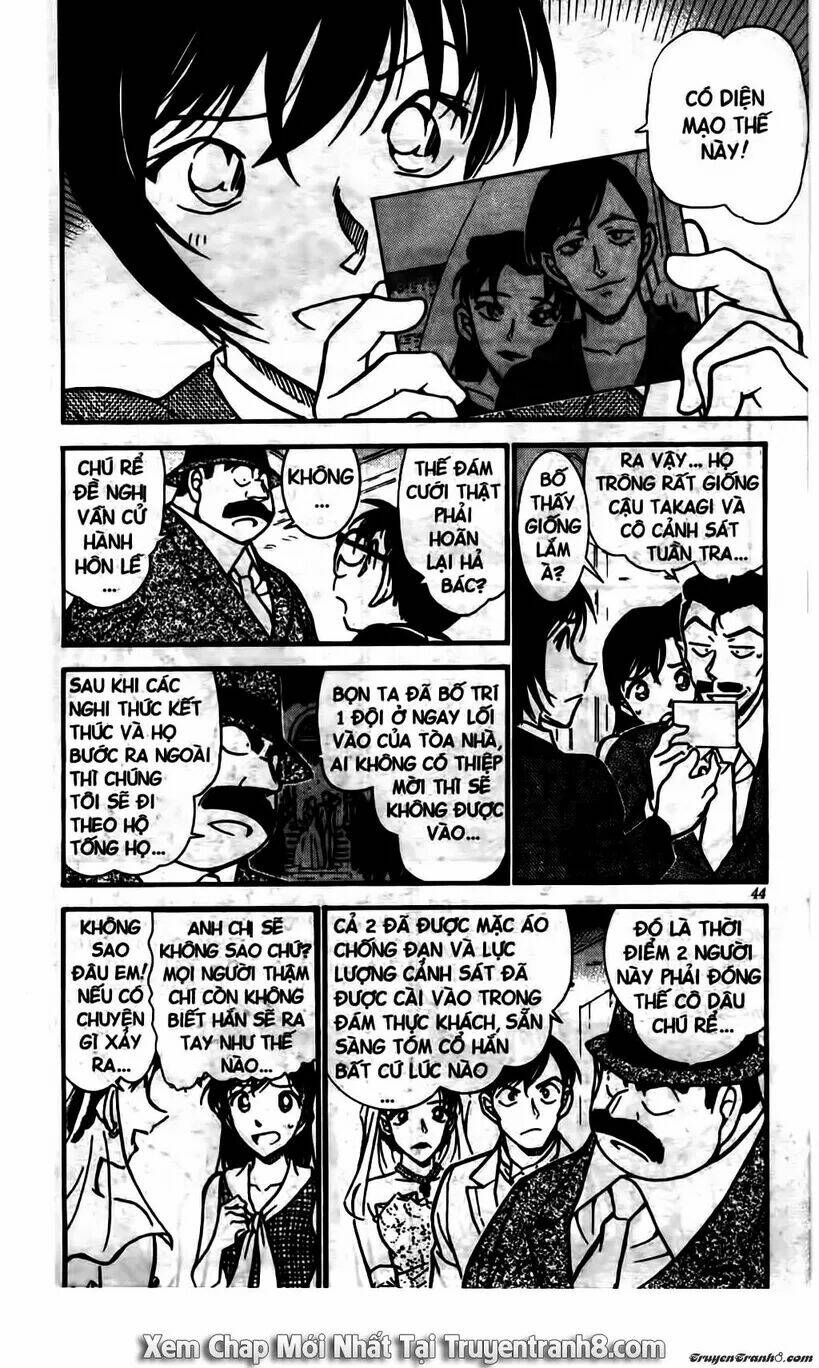 CÓ DIỆN
MẠO THẾ
NÀY!
RA VẬY... HỌ
TRÔNG RẤT GIỐNG
CẬU TAKAGI VÀ
CÔ CẢNH SÁT
TUẦN TRA...
BỐ
THẤY
GIỐNG
LẮM
À?
THẾ ĐÁM
CƯỚI THẬT
PHẢI
HOÃN
LẠI HẢ
BÁC?
KHÔNG
...
CHÚ RỂ
ĐỀ NGHỊ
VẪN CỬ
HÀNH
HÔN LỄ
...
BỌN TA ĐÃ BỐ TRÍ
1 ĐỘI Ở NGAY LỐI
VÀO CỦA TÒA NHÀ,
AI KHÔNG CÓ THIỆP
MỜI THÌ SẼ
KHÔNG ĐƯỢC
VÀO...
SAU KHI CÁC
NGHI THỨC KẾT
THÚC VÀ HỌ
BƯỚC RA NGOÀI
THÌ CHÚNG
TÔI SẼ ĐI
THEO HỘ
TỐNG HỌ...
44
ĐÓ LÀ THỜI
ĐIỂM 2 NGƯỜI
NÀY PHẢI ĐÓNG
THẾ CÔ DÂU
CHÚ RỂ...
CẢ 2 ĐÃ ĐƯỢC MẶC ÁO
CHỐNG ĐẠN VÀ LỰC
LƯỢNG CẢNH SÁT ĐÃ
ĐƯỢC CÀI VÀO TRONG
ĐÁM THỰC KHÁCH, SẴN
SÀNG TÓM CỔ HẮN
BẤT CỨ LÚC NÀO
...
ANH CHỊ SẼ
KHÔNG SAO CHỨ?
MỌI NGƯỜI THẬM
CHÍ CÒN KHÔNG
BIẾT HẮN SẼ RA
TAY NHƯ THẾ
NÀO...
KHÔNG
SAO
ĐÂU EM!
NẾU CÓ
CHUYỆN
GÌ XẢY
RA...
Xem Chap Mới Nhất Tại Truyentranh8.com
TruyenTranh8.com